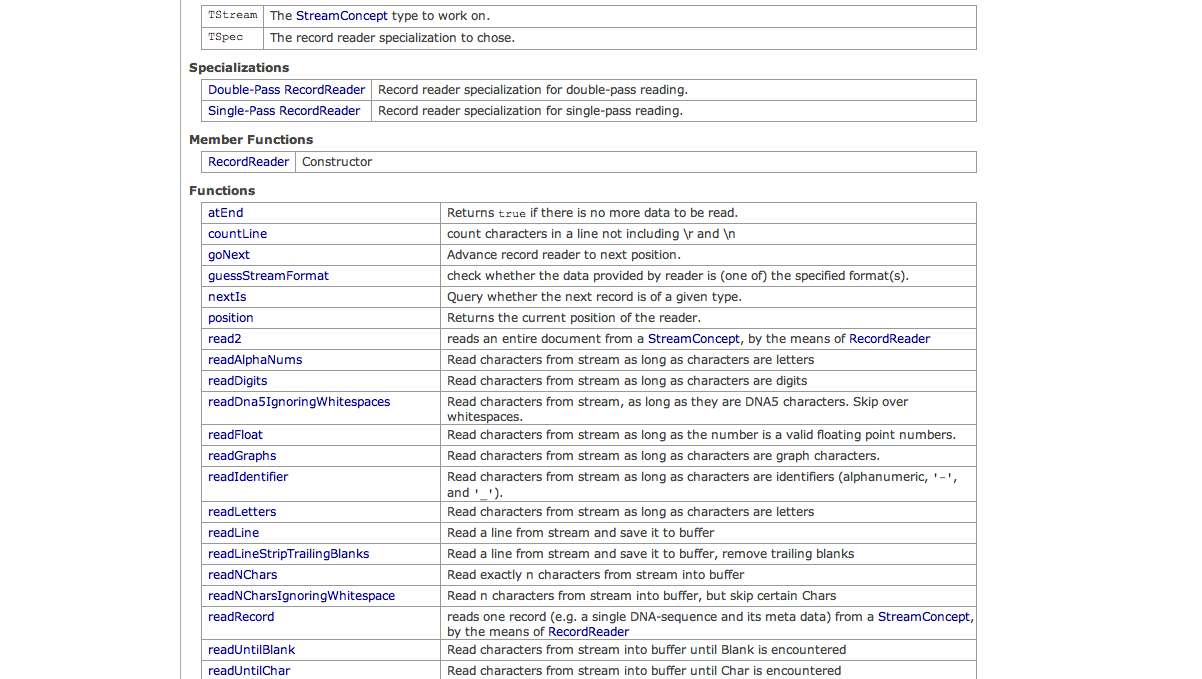 TStream The StreamConcept type to work on.
TSpec The record reader specialization to chose.
Specializations
Double-Pass RecordReader Record reader specialization for double-pass reading.
Single-Pass RecordReader Record reader specialization for single-pass reading.
Member Functions
RecordReader Constructor
Functions
atEnd Returns true if there is no more data to be read.
countLine count characters in a line not including \r and \n
goNext Advance record reader to next position.
guessStreamFormat check whether the data provided by reader is (one of) the specified format(s).
nextIs Query whether the next record is of a given type.
position Returns the current position of the reader.
read2 reads an entire document from a StreamConcept, by the means of RecordReader
readAlphaNums Read characters from stream as long as characters are letters
readDigits Read characters from stream as long as characters are digits
readDna5IgnoringWhitespaces Read characters from stream, as long as they are DNA5 characters. Skip over
whitespaces.
readFloat Read characters from stream as long as the number is a valid floating point numbers.
readGraphs Read characters from stream as long as characters are graph characters.
readIdentifier Read characters from stream as long as characters are identifiers (alphanumeric, '-',
and '_').
readLetters Read characters from stream as long as characters are letters
readLine Read a line from stream and save it to buffer
readLineStripTrailingBlanks Read a line from stream and save it to buffer, remove trailing blanks
readNChars Read exactly n characters from stream into buffer
readNCharsIgnoringWhitespace Read n characters from stream into buffer, but skip certain Chars
readRecord reads one record (e.g. a single DNA-sequence and its meta data) from a StreamConcept,
by the means of RecordReader
readUntilBlank Read characters from stream into buffer until Blank is encountered
readUntilChar Read characters from stream into buffer until Char is encountered